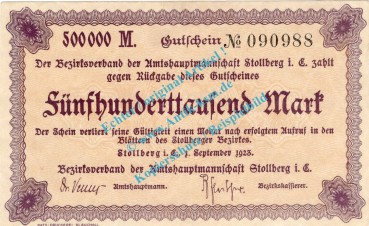 500000 M. Gutschein № 090988
Der Bezirksverband der Amtshauptmannschaft Stollberg i. E. zahlt
gegen Rückgabe dieses Gutscheines
Fünfhunderttausend Mark
Der Schein verliert seine Gültigkeit einen Monat nach erfolgtem Aufruf in den
Blättern des Stollberger Bezirkes.
Stollberg i. E., September 1923.
Bezirksverband der Amtshauptmannschaft Stollberg i. E.
Amtshauptmann. Bezirkskassierer.